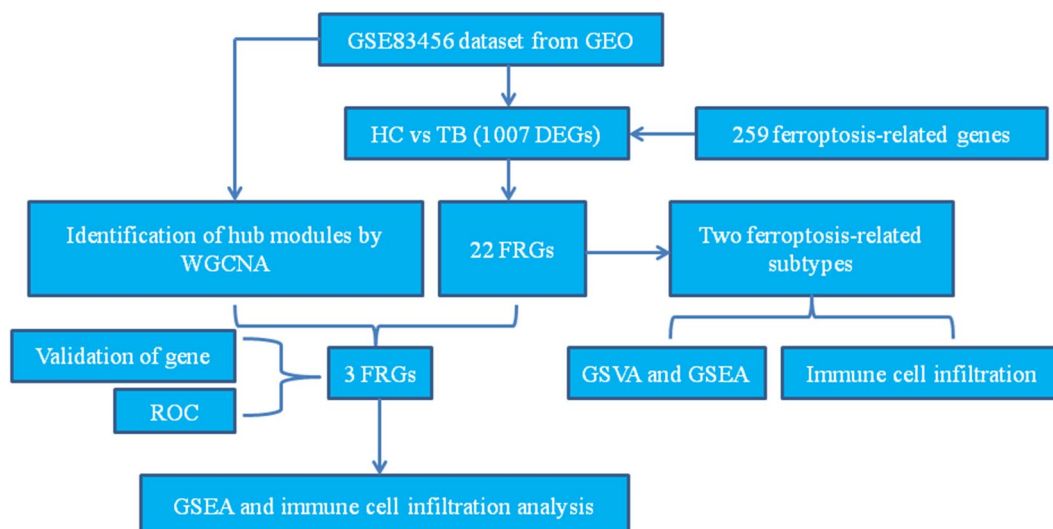 GSE83456 dataset from GEO
HC vs TB (1007 DEGs)
259 ferroptosis-related genes
Identification of hub modules by
WGCNA
22 FRGs
Two ferroptosis-related
subtypes
Validation of gene
ROC
3 FRGs
GSVA and GSEA
Immune cell infiltration
GSEA and immune cell infiltration analysis